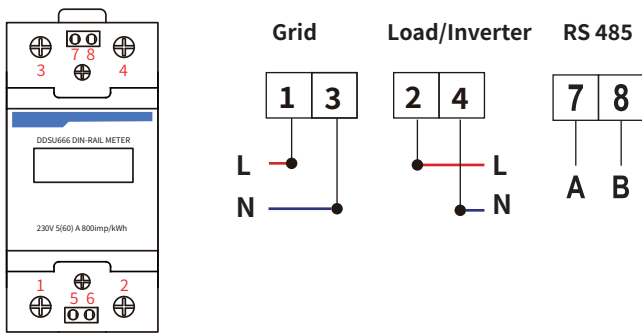 7 8
3 4
DDSU666 DIN-RAIL METER
230V 5(60) A 800imp/kWh
1 2
5 6
Grid Load/Inverter RS 485
1 3 2 4 7 8
L L
N N
A B